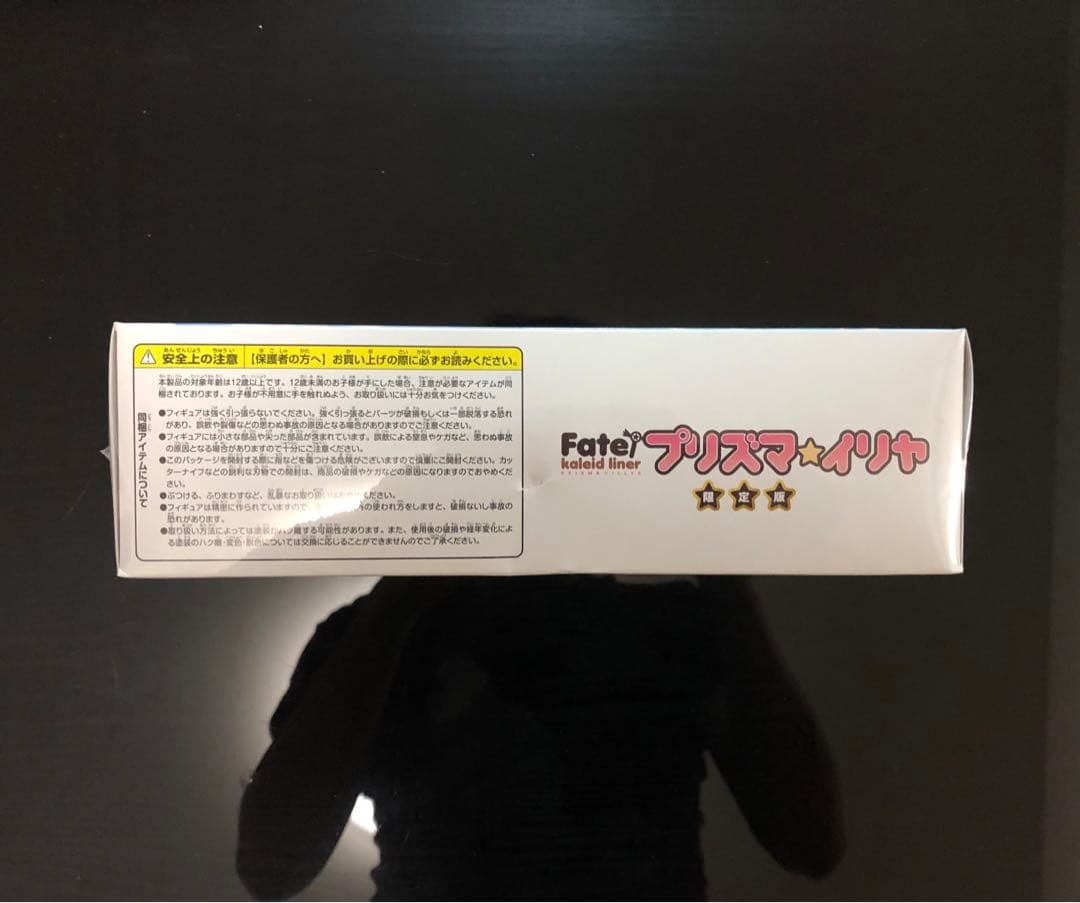 安全上の注意 【保護者の方へ】お買い上げの際に必ずお読みください。
本製品の対象年齢は12歳以上です。12歳未満のお子様が手にした場合、注意が必要なアイテムが同
梱されております。お子様が不用意に手を触れぬよう、お取り扱いには十分お気をつけください。
同梱アイテムについて
●フィギュアは強く引っ張らないでください。強く引っ張るとパーツが破損もしくは一部脱落する恐れ
があり、誤飲や裂傷などの思わぬ事故の原因となる場合がありますのでご注意ください。
●フィギュアには小さな部品や尖った部品が含まれています。誤飲による窒息やケガなど、思わぬ事故
の原因となる場合がありますので十分にご注意ください。
●このパッケージを開封する際に指などを傷つける危険がございますので慎重にご開封ください。カッ
ターナイフなどの鋭利な刃物での開封は、商品の破損やケガなどの原因になりますのでおやめくだ
さい。
●ぶつける、ふりまわすなど、乱暴なお取り扱いはおやめください。
●フィギュアは精密に作られていますので、の使われ方をしますと、破損ないし事故の
恐れがあります。
●取り扱い方法によっては塗装がハク離する可能性があります。また、使用後の破損や経年変化によ
る塗装のハク離・変色・脱色については交換に応じることができませんのでご了承ください。
Fate/
kaleid liner
PRISMA☆ILLYA
プリズマ☆イリヤ
限定版